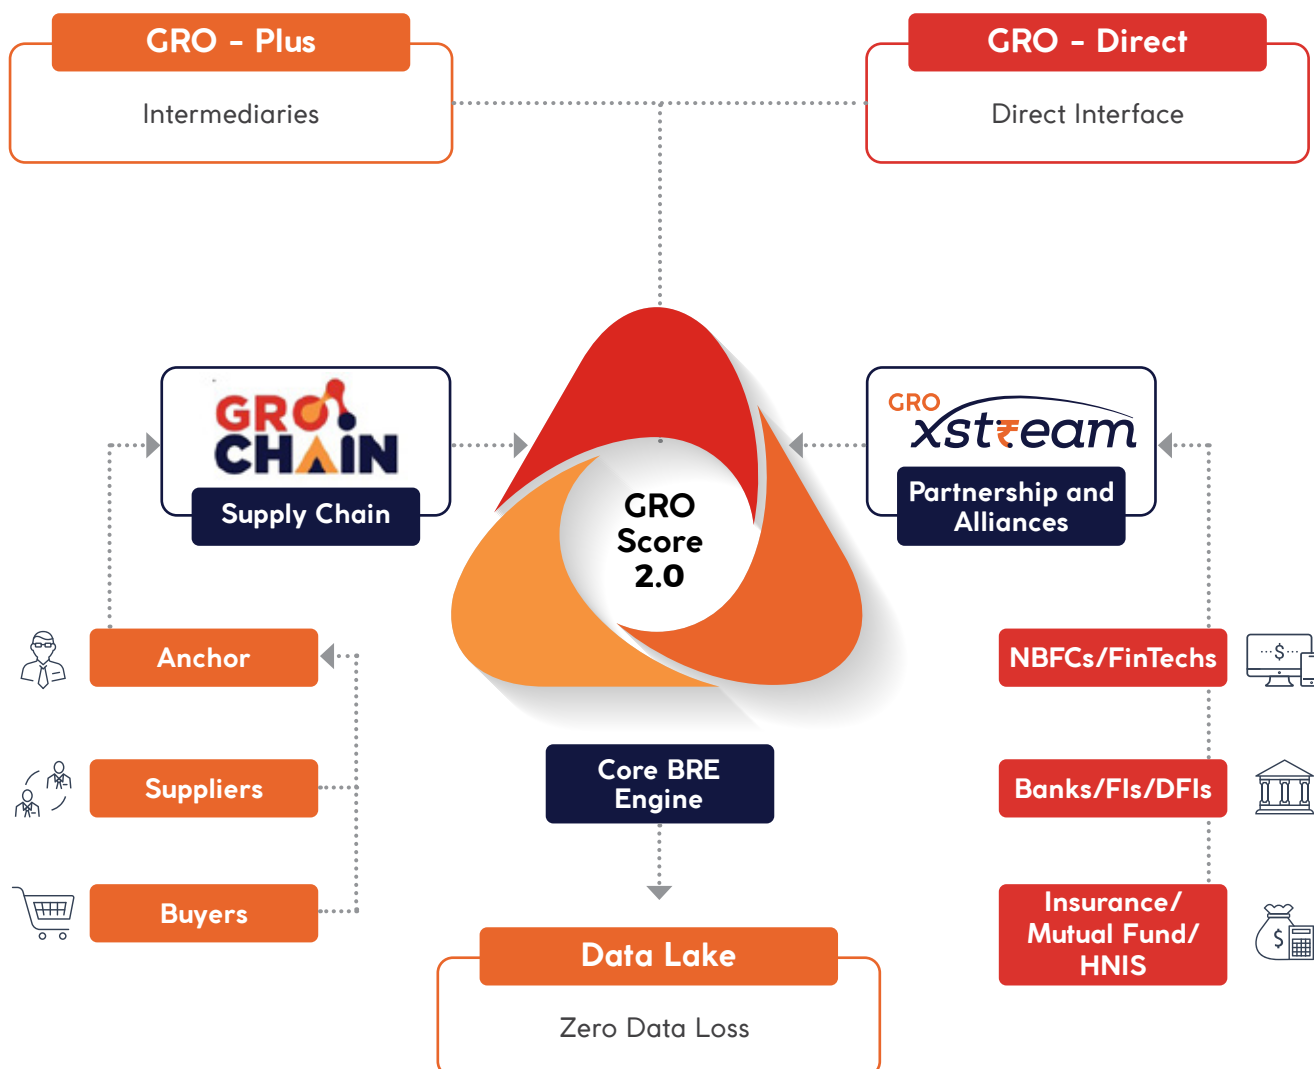 GRO - Plus
Intermediaries
GRO - Direct
Direct Interface
GRO
CHAIN
Supply Chain
GRO
xst₹eam
Partnership and
Alliances
GRO
Score
2.0
Anchor
Suppliers
Buyers
NBFCs/FinTechs
...$...
Banks/FIs/DFIs
Insurance/
Mutual Fund/
HNIS
$
Core BRE
Engine
Data Lake
Zero Data Loss